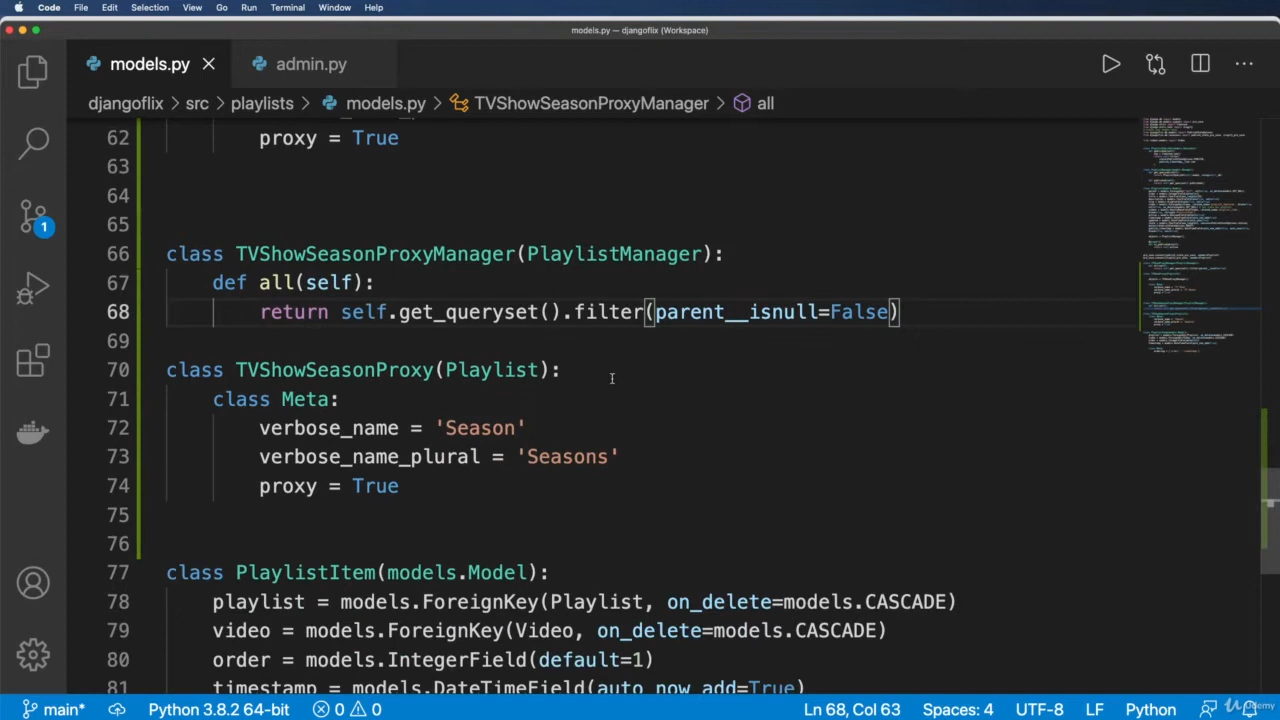 Code File Edit Selection View Go Run Terminal Window Help
models.py — djangoflix (Workspace)
models.py admin.py
djangoflix > src > playlists > models.py > TVShowSeasonProxyManager > all
62 proxy = True
63
64
65
66 class TVShowSeasonProxyManager(PlaylistManager):
67 def all(self):
68 return self.get_queryset().filter(parent__isnull=False)
69
70 class TVShowSeasonProxy(Playlist):
71 class Meta:
72 verbose_name = 'Season'
73 verbose_name_plural = 'Seasons'
74 proxy = True
75
76
77 class PlaylistItem(models.Model):
78 playlist = models.ForeignKey(Playlist, on_delete=models.CASCADE)
79 video = models.ForeignKey(Video, on_delete=models.CASCADE)
80 order = models.IntegerField(default=1)
81 timestamp = models.DateTimeField(auto_now_add=True)
1
main* Python 3.8.2 64-bit 0 0 Ln 68, Col 63 Spaces: 4 UTF-8 LF Python
Udemy